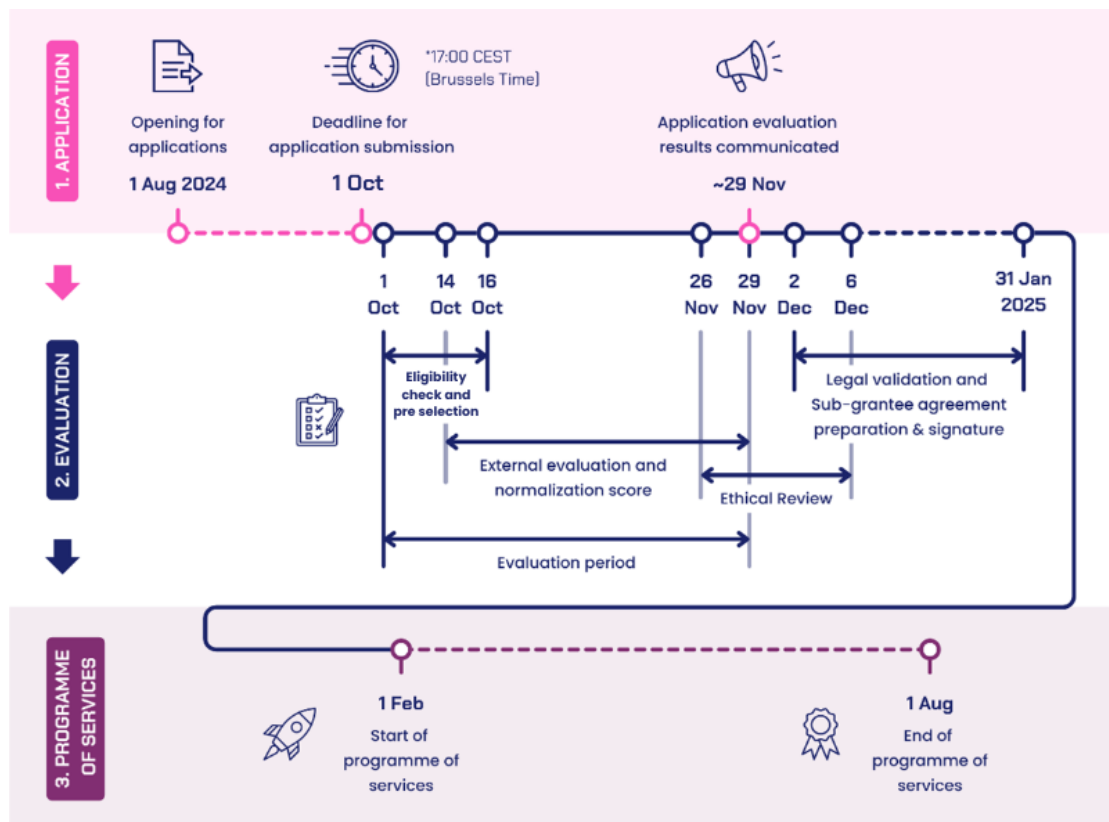 1. APPLICATION
*17:00 CEST
(Brussels Time)
Opening for
applications
1 Aug 2024
Deadline for
application submission
1 Oct
Application evaluation
results communicated
~29 Nov
1
Oct
14
Oct
16
Oct
26
Nov
29
Nov
2
Dec
6
Dec
31 Jan
2025
2. EVALUATION
Eligibility
check and
pre selection
Legal validation and
Sub-grantee agreement
preparation & signature
External evaluation and
normalization score
Ethical Review
Evaluation period
3. PROGRAMME
OF SERVICES
1 Feb
Start of
programme of
services
1 Aug
End of
programme of
services